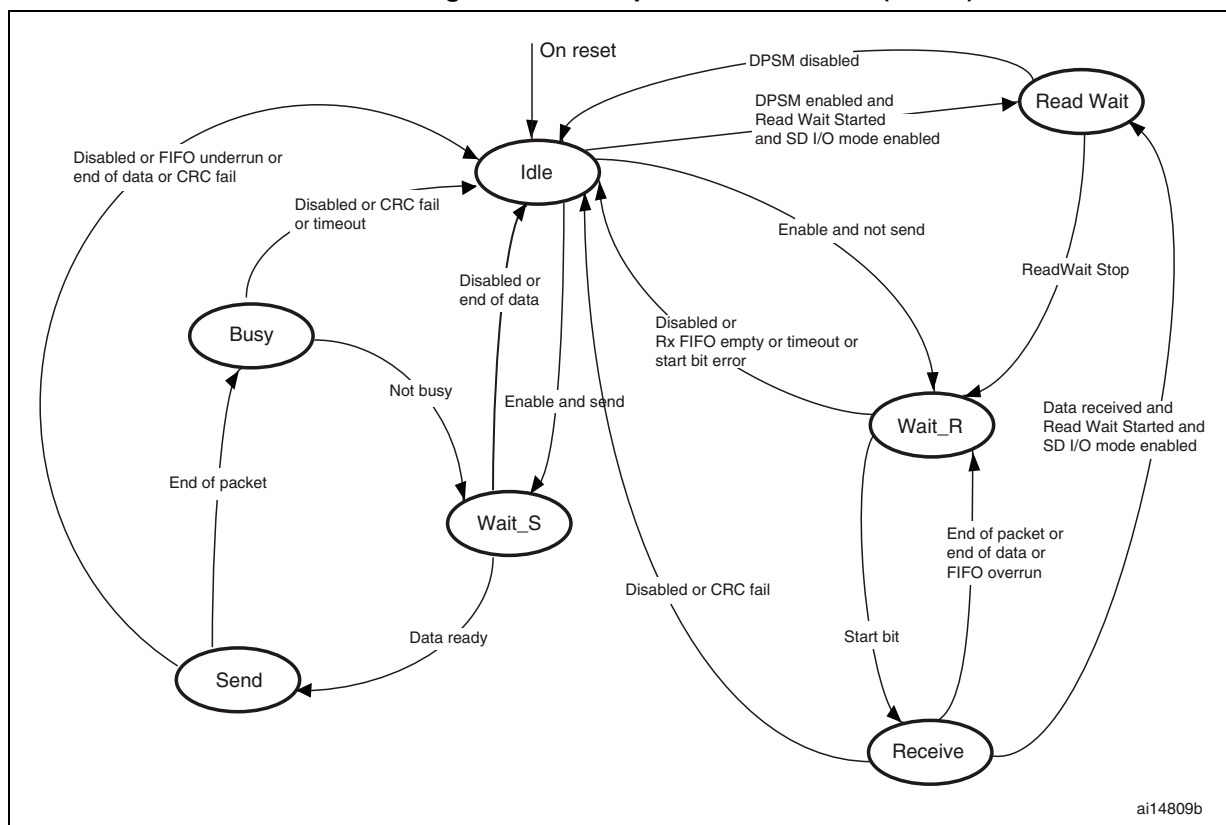 On reset
DPSM disabled
Read Wait
DPSM enabled and
Read Wait Started
and SD I/O mode enabled
Disabled or FIFO underrun or
end of data or CRC fail
Idle
Disabled or CRC fail
or timeout
Enable and not send
ReadWait Stop
Disabled or
end of data
Disabled or
Rx FIFO empty or timeout or
start bit error
Busy
Not busy
Enable and send
Wait_R
Data received and
Read Wait Started and
SD I/O mode enabled
End of packet
Wait_S
End of packet or
end of data or
FIFO overrun
Disabled or CRC fail
Data ready
Start bit
Send
Receive
ai14809b